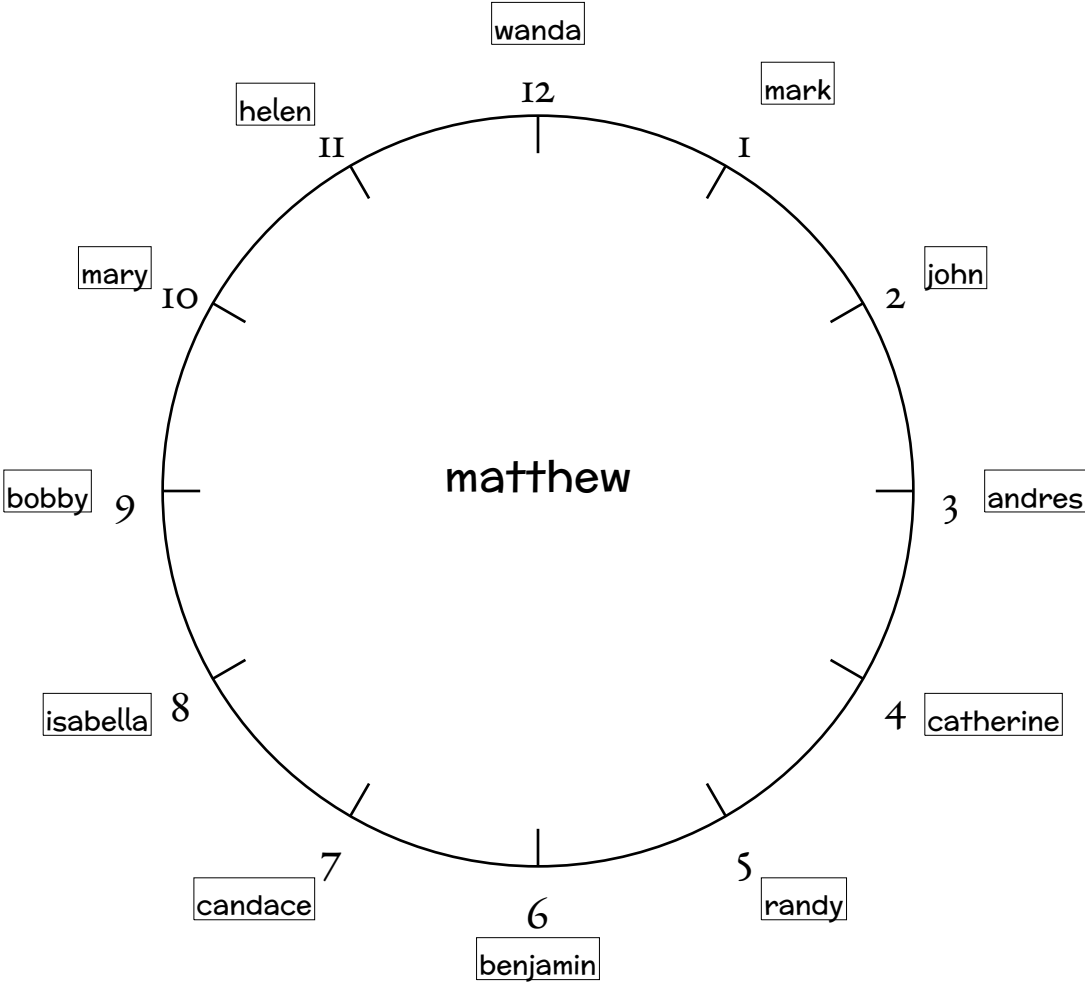 wanda
12
mark
1
john
2
andres
3
catherine
4
randy
5
benjamin
6
candace
7
isabella
8
bobby
9
mary
10
helen
11
matthew